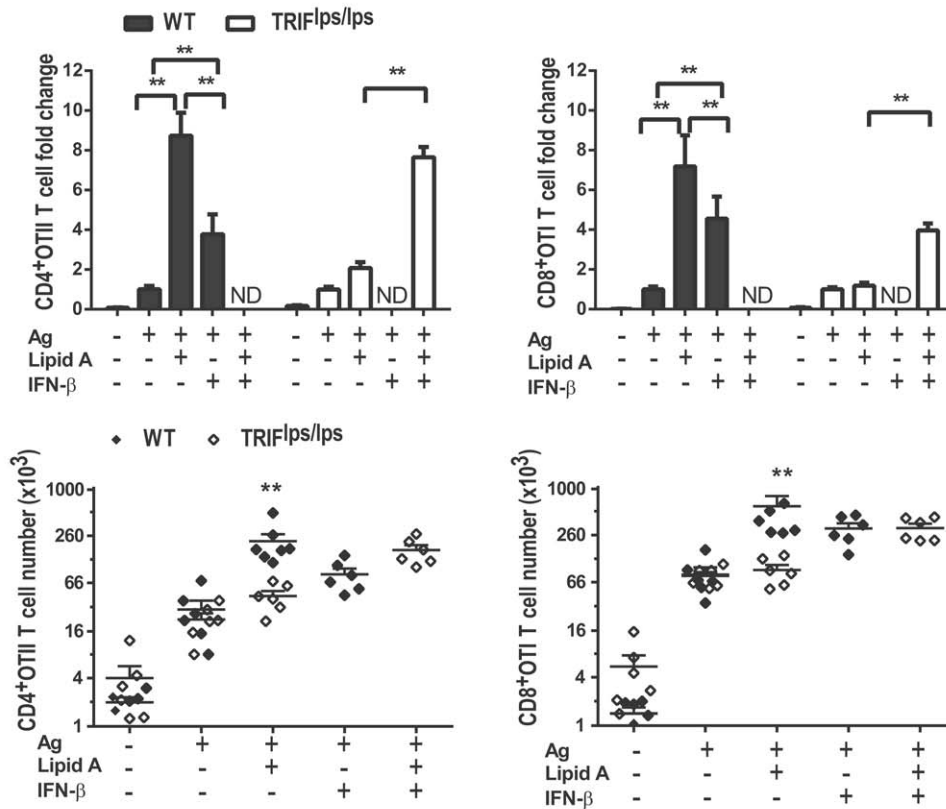 WT TRIFlps/lps
CD4+OTII T cell fold change
12
10
8
6
4
2
0
**
**
**
**
ND
ND
Ag - + + + + - + + + +
Lipid A - - + - + - - + - +
IFN-β - - - + + - - - + +
CD8+OTI T cell fold change
12
10
8
6
4
2
0
**
**
**
**
ND
ND
Ag - + + + + - + + + +
Lipid A - - + - + - - + - +
IFN-β - - - + + - - - + +
WT TRIFlps/lps
CD4+OTII T cell number (x10³)
1000
260
66
16
4
1
**
Ag - + + + +
Lipid A - - + - +
IFN-β - - - + +
CD8+OTI T cell number (x10³)
1000
260
66
16
4
1
**
Ag - + + + +
Lipid A - - + - +
IFN-β - - - + +